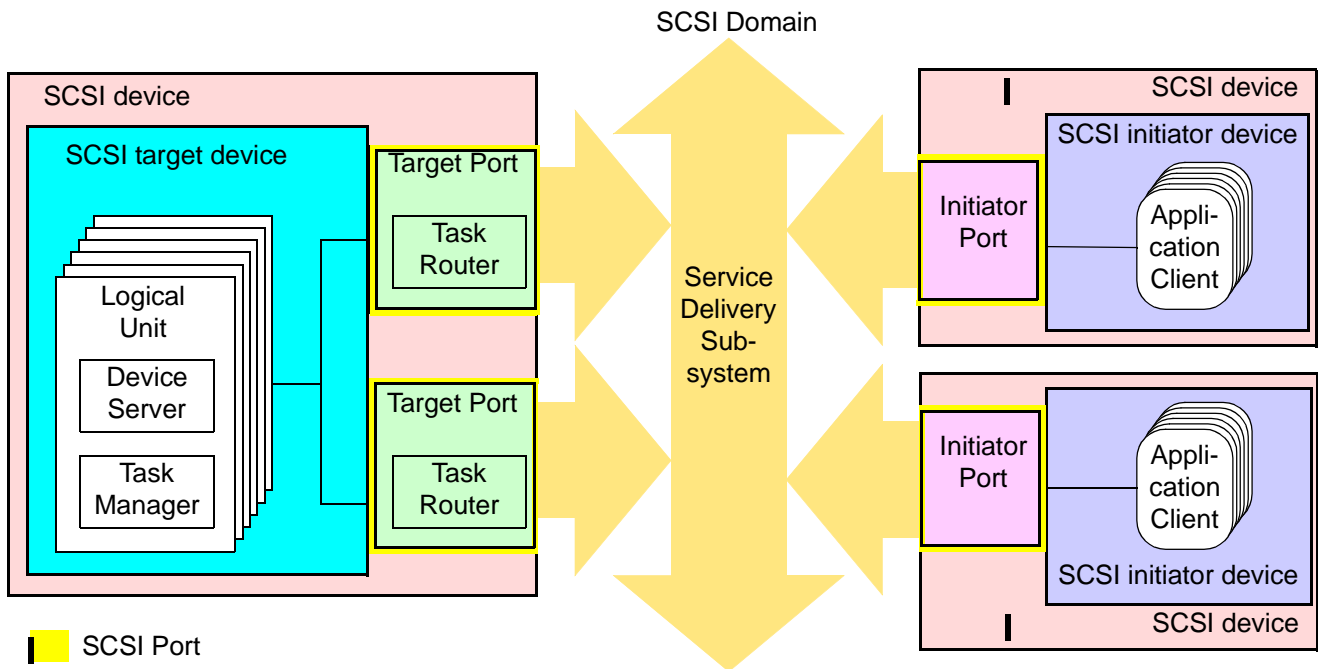 SCSI Domain
SCSI device
SCSI target device
Logical
Unit
Device
Server
Task
Manager
Target Port
Task
Router
Target Port
Task
Router
Service
Delivery
Sub-
system
SCSI device
SCSI initiator device
Initiator
Port
Appli-
cation
Client
Initiator
Port
Appli-
cation
Client
SCSI initiator device
SCSI device
SCSI Port